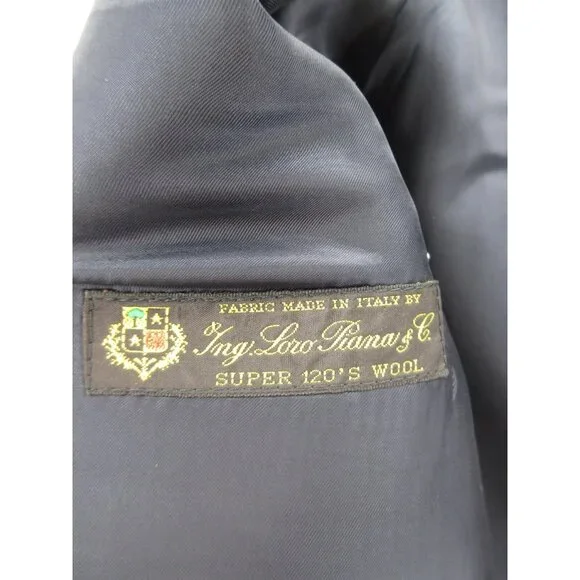 FABRIC MADE IN ITALY BY
Ing. Loro Piana & C.
SUPER 120'S WOOL